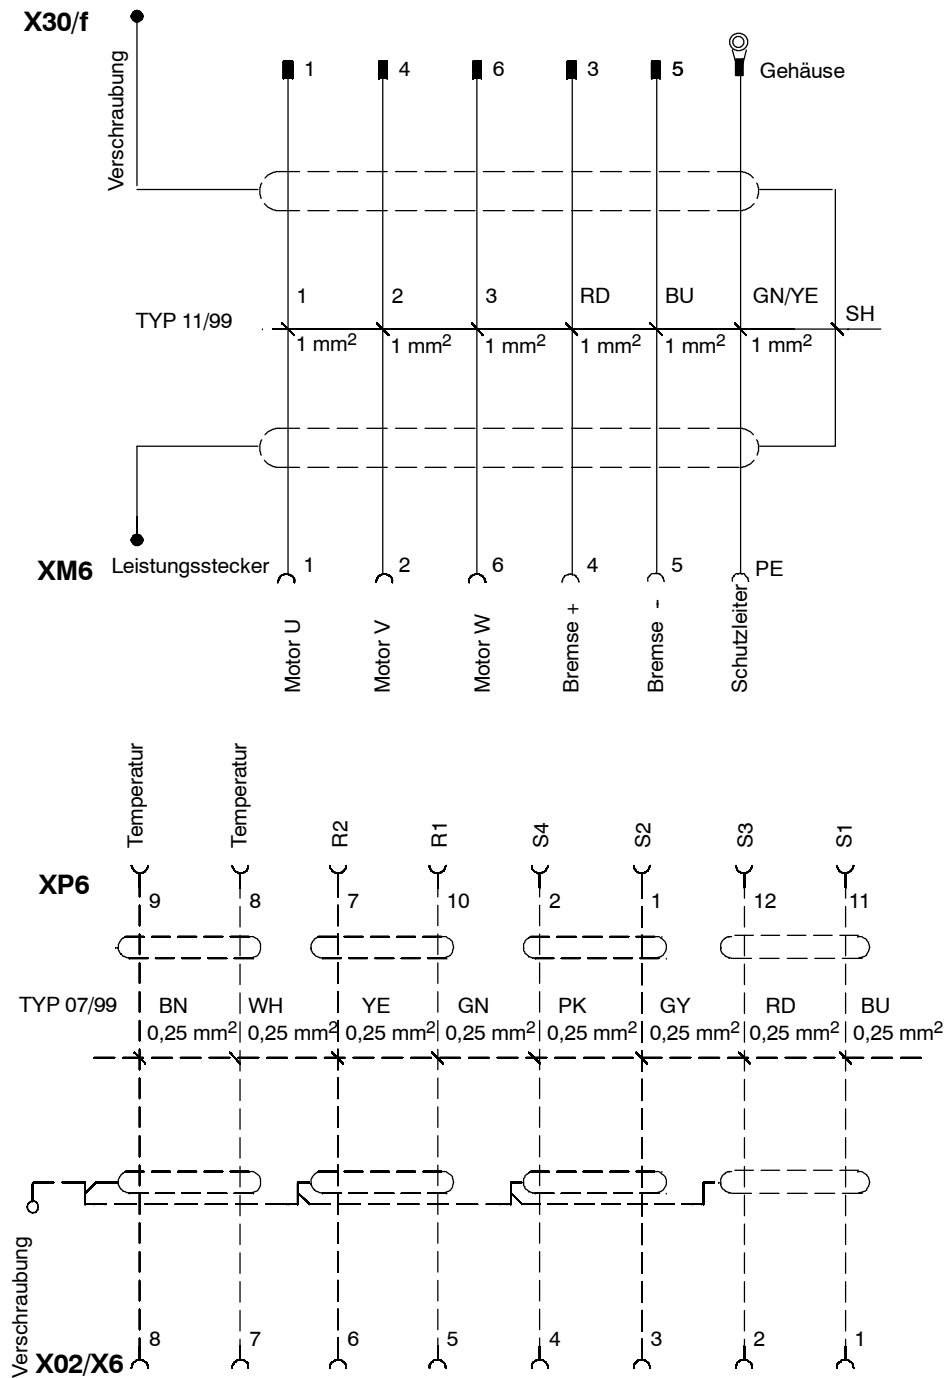 X30/f
Verschraubung
1 4 6 3 5 Gehäuse
1 2 3 RD BU GN/YE
TYP 11/99 SH
1 mm² 1 mm² 1 mm² 1 mm² 1 mm² 1 mm²
XM6 Leistungsstecker 1 2 6 4 5 PE
Motor U
Motor V
Motor W
Bremse +
Bremse -
Schutzleiter
Temperatur
Temperatur
R2
R1
S4
S2
S3
S1
XP6
9 8 7 10 2 1 12 11
TYP 07/99 BN WH YE GN PK GY RD BU
0,25 mm² 0,25 mm² 0,25 mm² 0,25 mm² 0,25 mm² 0,25 mm² 0,25 mm² 0,25 mm²
Verschraubung
8 7 6 5 4 3 2 1
X02/X6